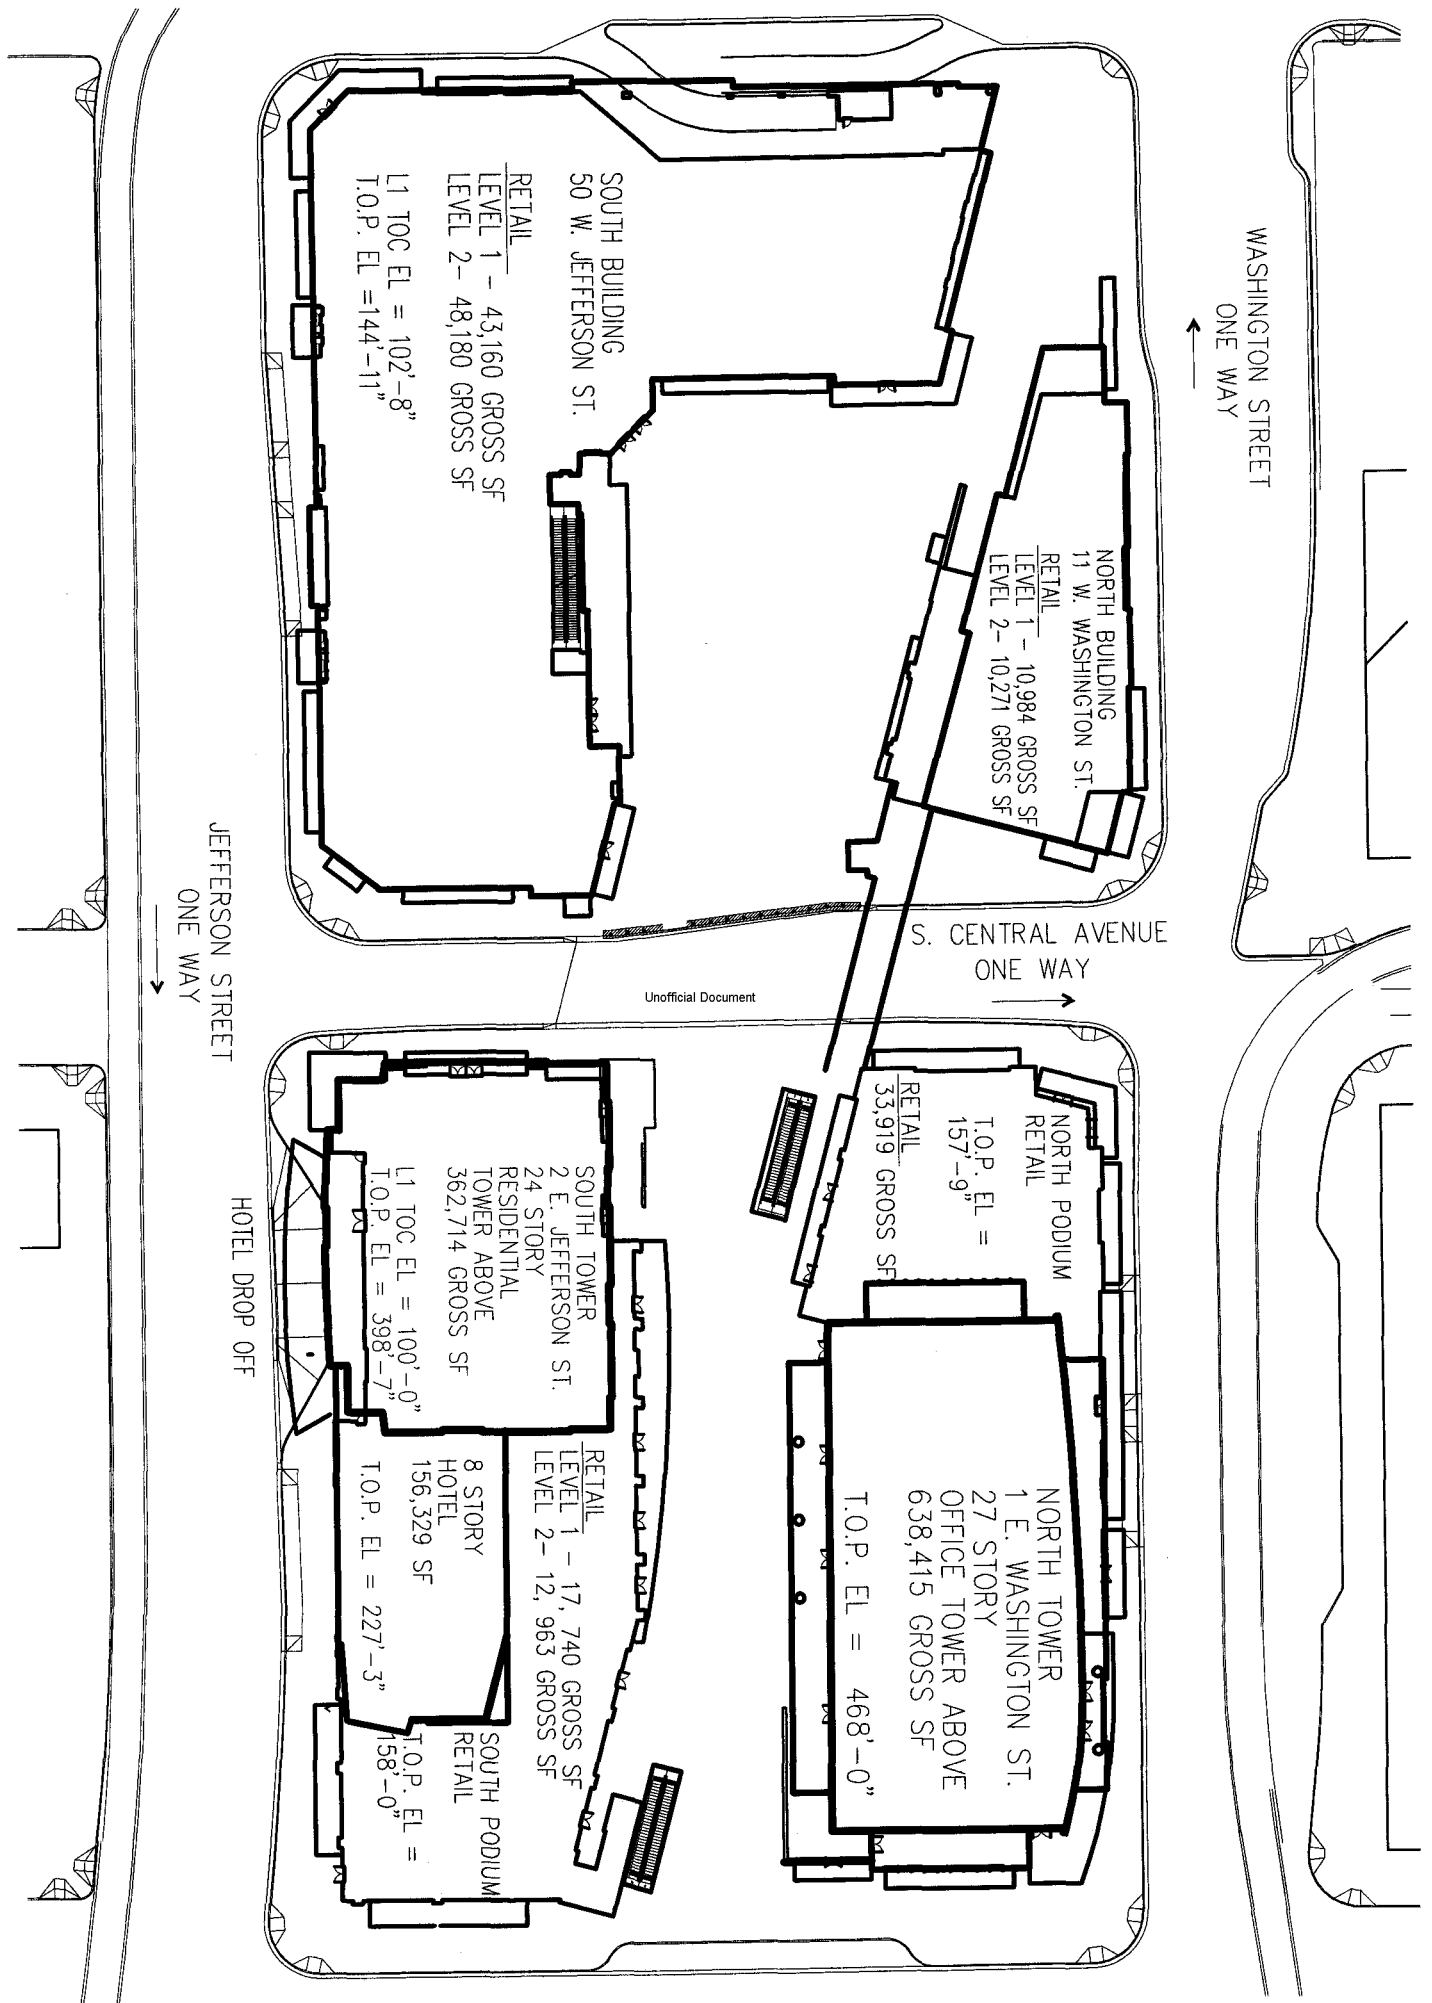 WASHINGTON STREET
ONE WAY
SOUTH BUILDING
50 W. JEFFERSON ST.
RETAIL
LEVEL 1 - 43,160 GROSS SF
LEVEL 2- 48,180 GROSS SF
L1 TOC EL = 102'-8"
T.O.P. EL =144'-11"
NORTH BUILDING
11 W. WASHINGTON ST.
RETAIL
LEVEL 1 - 10,984 GROSS SF
LEVEL 2- 10,271 GROSS SF
JEFFERSON STREET
ONE WAY
S. CENTRAL AVENUE
ONE WAY
Unofficial Document
NORTH PODIUM
RETAIL
T.O.P. EL =
157'-9"
RETAIL
33,919 GROSS SF
SOUTH TOWER
2 E. JEFFERSON ST.
24 STORY
RESIDENTIAL
TOWER ABOVE
362,714 GROSS SF
L1 TOC EL = 100'-0"
T.O.P. EL = 398'-7"
HOTEL DROP OFF
RETAIL
LEVEL 1 - 17, 740 GROSS SF
LEVEL 2- 12, 963 GROSS SF
8 STORY
HOTEL
156,329 SF
T.O.P. EL = 227'-3"
NORTH TOWER
1 E. WASHINGTON ST.
27 STORY
OFFICE TOWER ABOVE
638,415 GROSS SF
T.O.P. EL = 468'-0"
SOUTH PODIUM
RETAIL
T.O.P. EL =
158'-0"